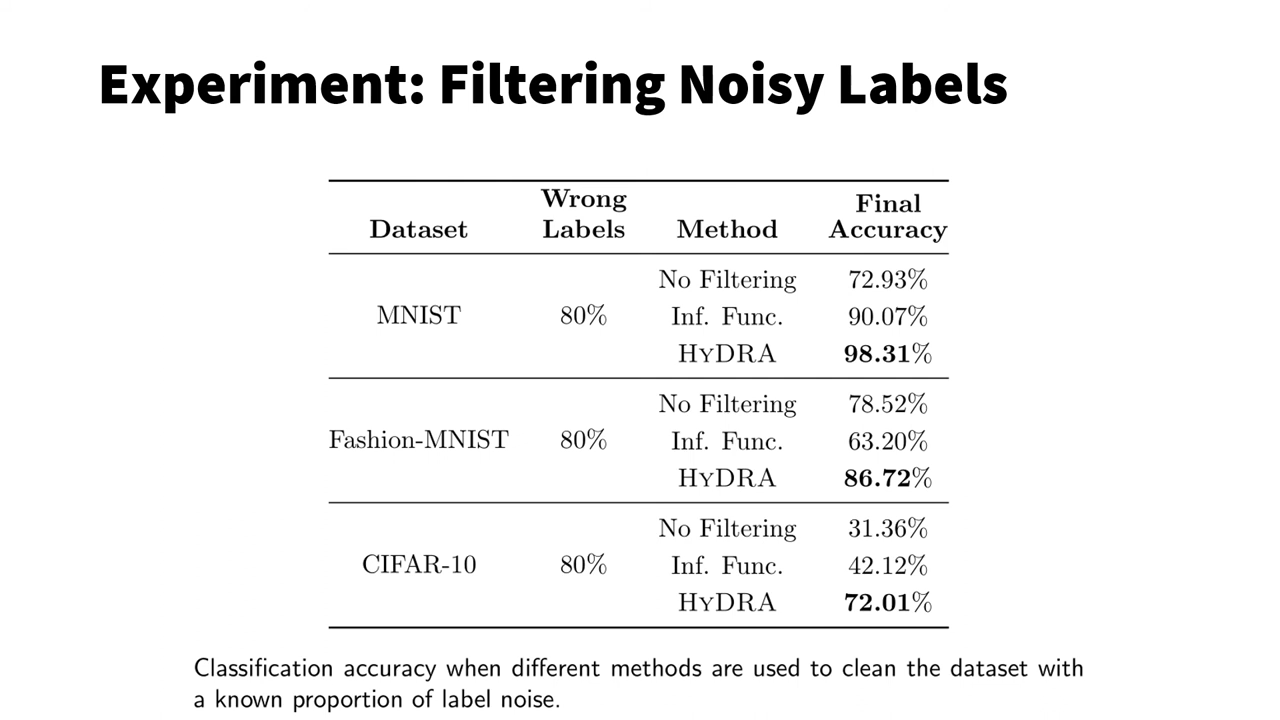 Experiment: Filtering Noisy Labels
Dataset Wrong Labels Method Final Accuracy
MNIST 80% No Filtering 72.93%
Inf. Func. 90.07%
HYDRA 98.31%
Fashion-MNIST 80% No Filtering 78.52%
Inf. Func. 63.20%
HYDRA 86.72%
CIFAR-10 80% No Filtering 31.36%
Inf. Func. 42.12%
HYDRA 72.01%
Classification accuracy when different methods are used to clean the dataset with
a known proportion of label noise.